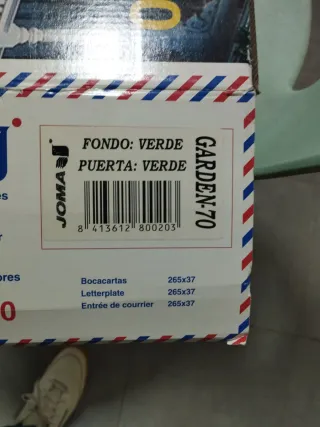 FONDO: VERDE
PUERTA: VERDE
JOMA
GARDEN-70
8 413612 800203
Bocacartas 265x37
Letterplate 265x37
Entrée de courrier 265x37